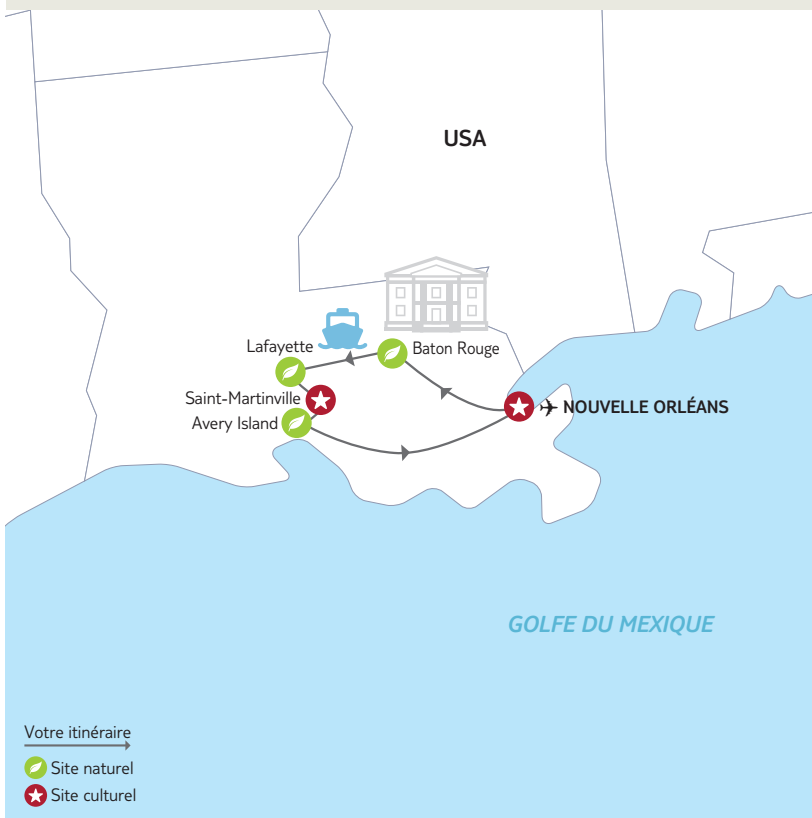 USA
Lafayette
Baton Rouge
Saint-Martinville
NOUVELLE ORLÉANS
Avery Island
GOLFE DU MEXIQUE
Votre itinéraire
Site naturel
Site culturel